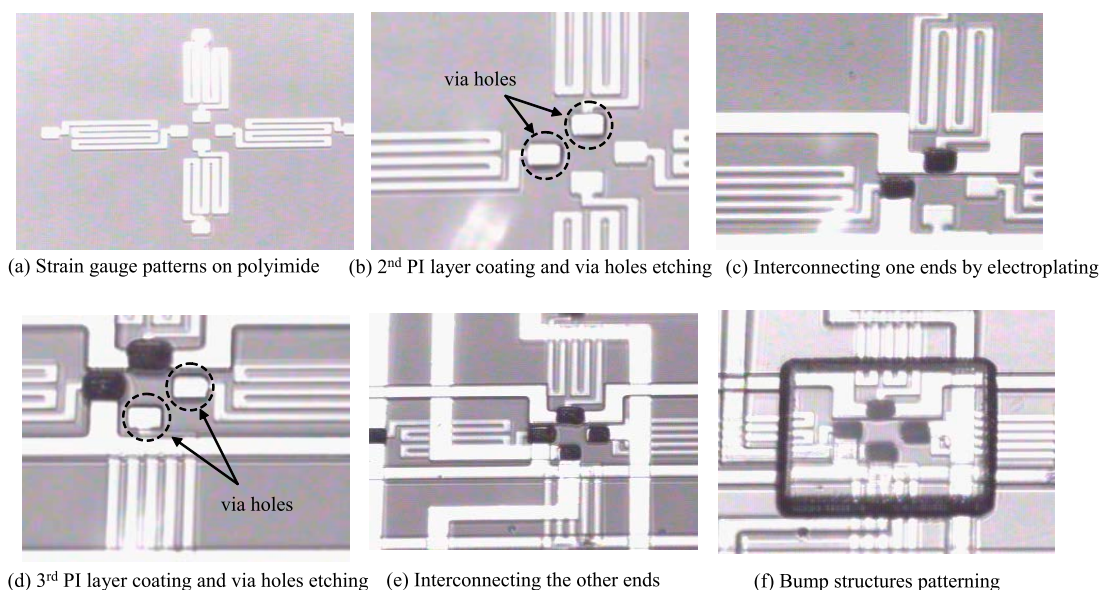 via holes
(a) Strain gauge patterns on polyimide
(b) 2nd PI layer coating and via holes etching
(c) Interconnecting one ends by electroplating
via holes
(d) 3rd PI layer coating and via holes etching
(e) Interconnecting the other ends
(f) Bump structures patterning